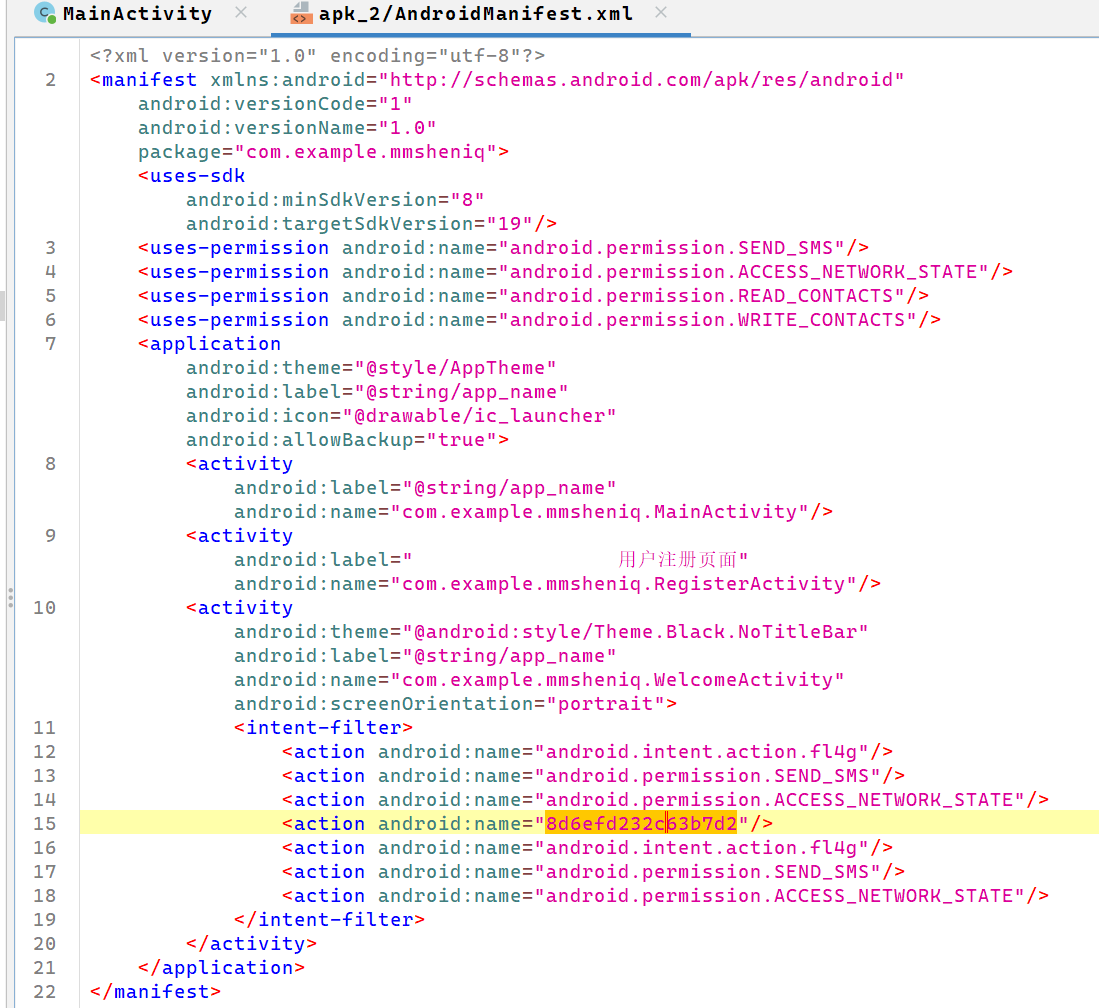 MainActivity apk_2/AndroidManifest.xml
<?xml version="1.0" encoding="utf-8"?>
2 <manifest xmlns:android="http://schemas.android.com/apk/res/android"
android:versionCode="1"
android:versionName="1.0"
package="com.example.mmsheniq">
<uses-sdk
android:minSdkVersion="8"
android:targetSdkVersion="19"/>
3 <uses-permission android:name="android.permission.SEND_SMS"/>
4 <uses-permission android:name="android.permission.ACCESS_NETWORK_STATE"/>
5 <uses-permission android:name="android.permission.READ_CONTACTS"/>
6 <uses-permission android:name="android.permission.WRITE_CONTACTS"/>
7 <application
android:theme="@style/AppTheme"
android:label="@string/app_name"
android:icon="@drawable/ic_launcher"
android:allowBackup="true">
8 <activity
android:label="@string/app_name"
android:name="com.example.mmsheniq.MainActivity"/>
9 <activity
android:label="                 用户注册页面"
android:name="com.example.mmsheniq.RegisterActivity"/>
10 <activity
android:theme="@android:style/Theme.Black.NoTitleBar"
android:label="@string/app_name"
android:name="com.example.mmsheniq.WelcomeActivity"
android:screenOrientation="portrait">
11 <intent-filter>
12 <action android:name="android.intent.action.fl4g"/>
13 <action android:name="android.permission.SEND_SMS"/>
14 <action android:name="android.permission.ACCESS_NETWORK_STATE"/>
15 <action android:name="8d6efd232c63b7d2"/>
16 <action android:name="android.intent.action.fl4g"/>
17 <action android:name="android.permission.SEND_SMS"/>
18 <action android:name="android.permission.ACCESS_NETWORK_STATE"/>
19 </intent-filter>
20 </activity>
21 </application>
22 </manifest>